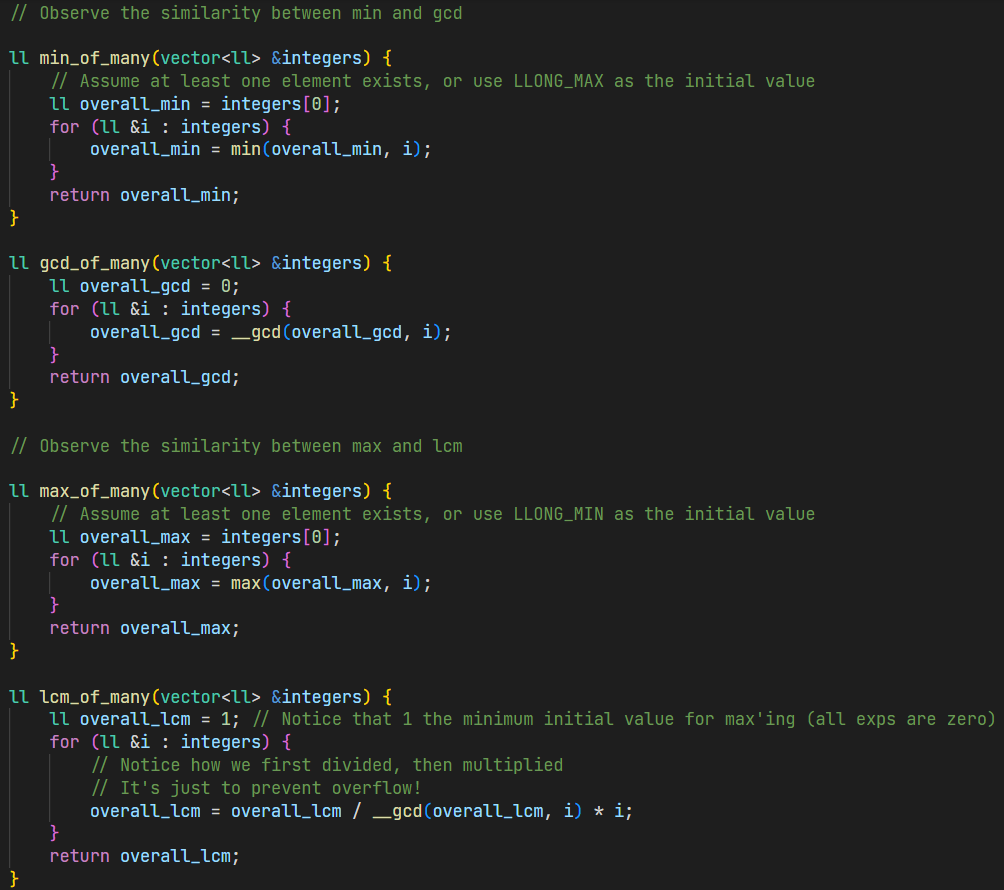 // Observe the similarity between min and gcd
ll min_of_many(vector<ll> &integers) {
    // Assume at least one element exists, or use LLONG_MAX as the initial value
    ll overall_min = integers[0];
    for (ll &i : integers) {
        overall_min = min(overall_min, i);
    }
    return overall_min;
}
ll gcd_of_many(vector<ll> &integers) {
    ll overall_gcd = 0;
    for (ll &i : integers) {
        overall_gcd = __gcd(overall_gcd, i);
    }
    return overall_gcd;
}
// Observe the similarity between max and lcm
ll max_of_many(vector<ll> &integers) {
    // Assume at least one element exists, or use LLONG_MIN as the initial value
    ll overall_max = integers[0];
    for (ll &i : integers) {
        overall_max = max(overall_max, i);
    }
    return overall_max;
}
ll lcm_of_many(vector<ll> &integers) {
    ll overall_lcm = 1; // Notice that 1 the minimum initial value for max'ing (all exps are zero)
    for (ll &i : integers) {
        // Notice how we first divided, then multiplied
        // It's just to prevent overflow!
        overall_lcm = overall_lcm / __gcd(overall_lcm, i) * i;
    }
    return overall_lcm;
}